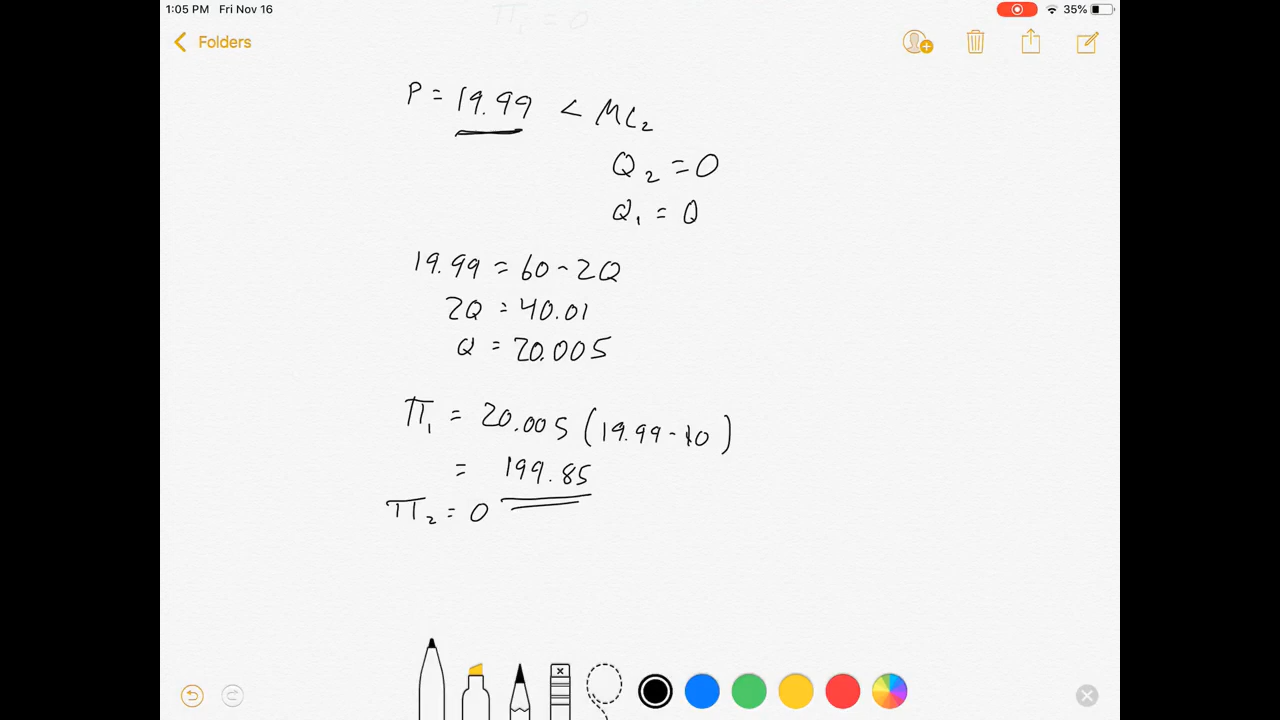 1:05 PM Fri Nov 16 35%
Π₁ = 0
Folders
P = 19.99 < MC₂
Q₂ = 0
Q₁ = Q
19.99 = 60 - 2Q
2Q = 40.01
Q = 20.005
Π₁ = 20.005 (19.99 - 10)
= 199.85
Π₂ = 0